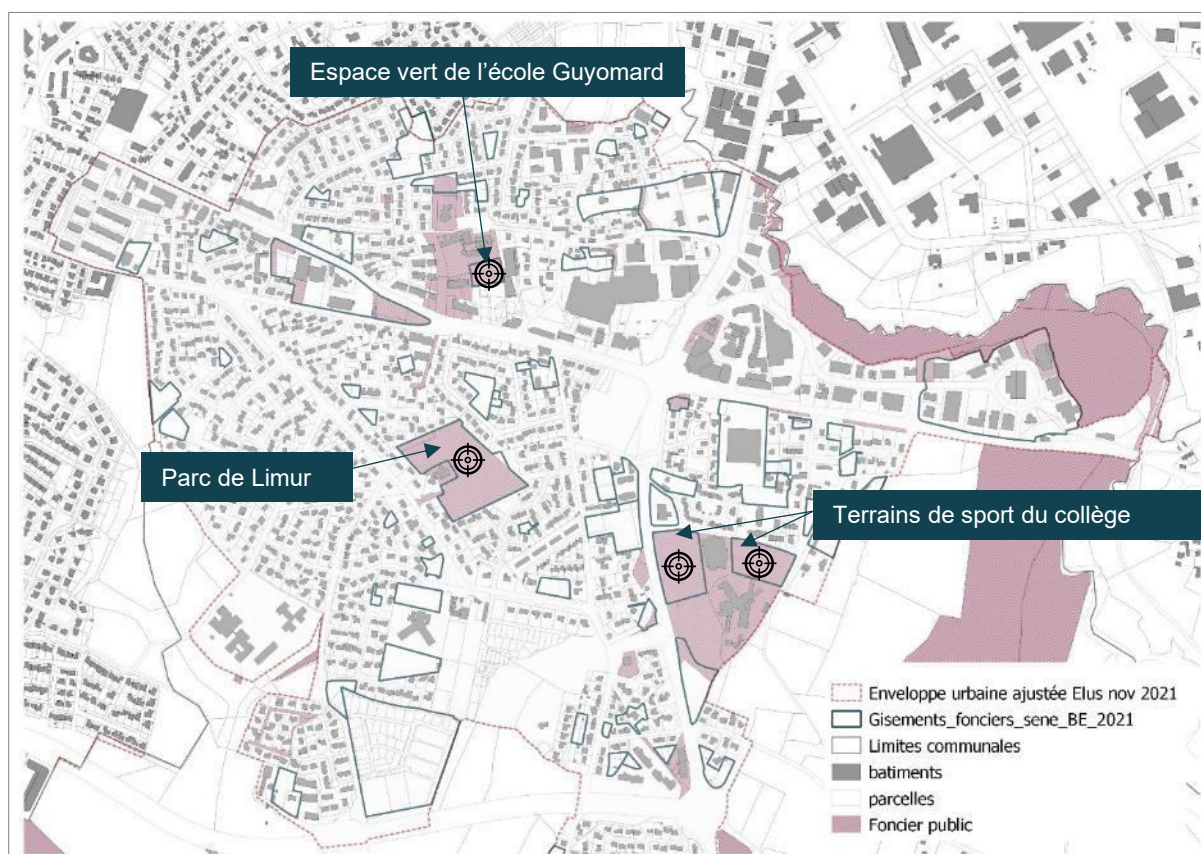 Espace vert de l'école Guyomard
Parc de Limur
Terrains de sport du collège
Enveloppe urbaine ajustée Elus nov 2021
Gisements_fonciers_sene_BE_2021
Limites communales
batiments
parcelles
Foncier public